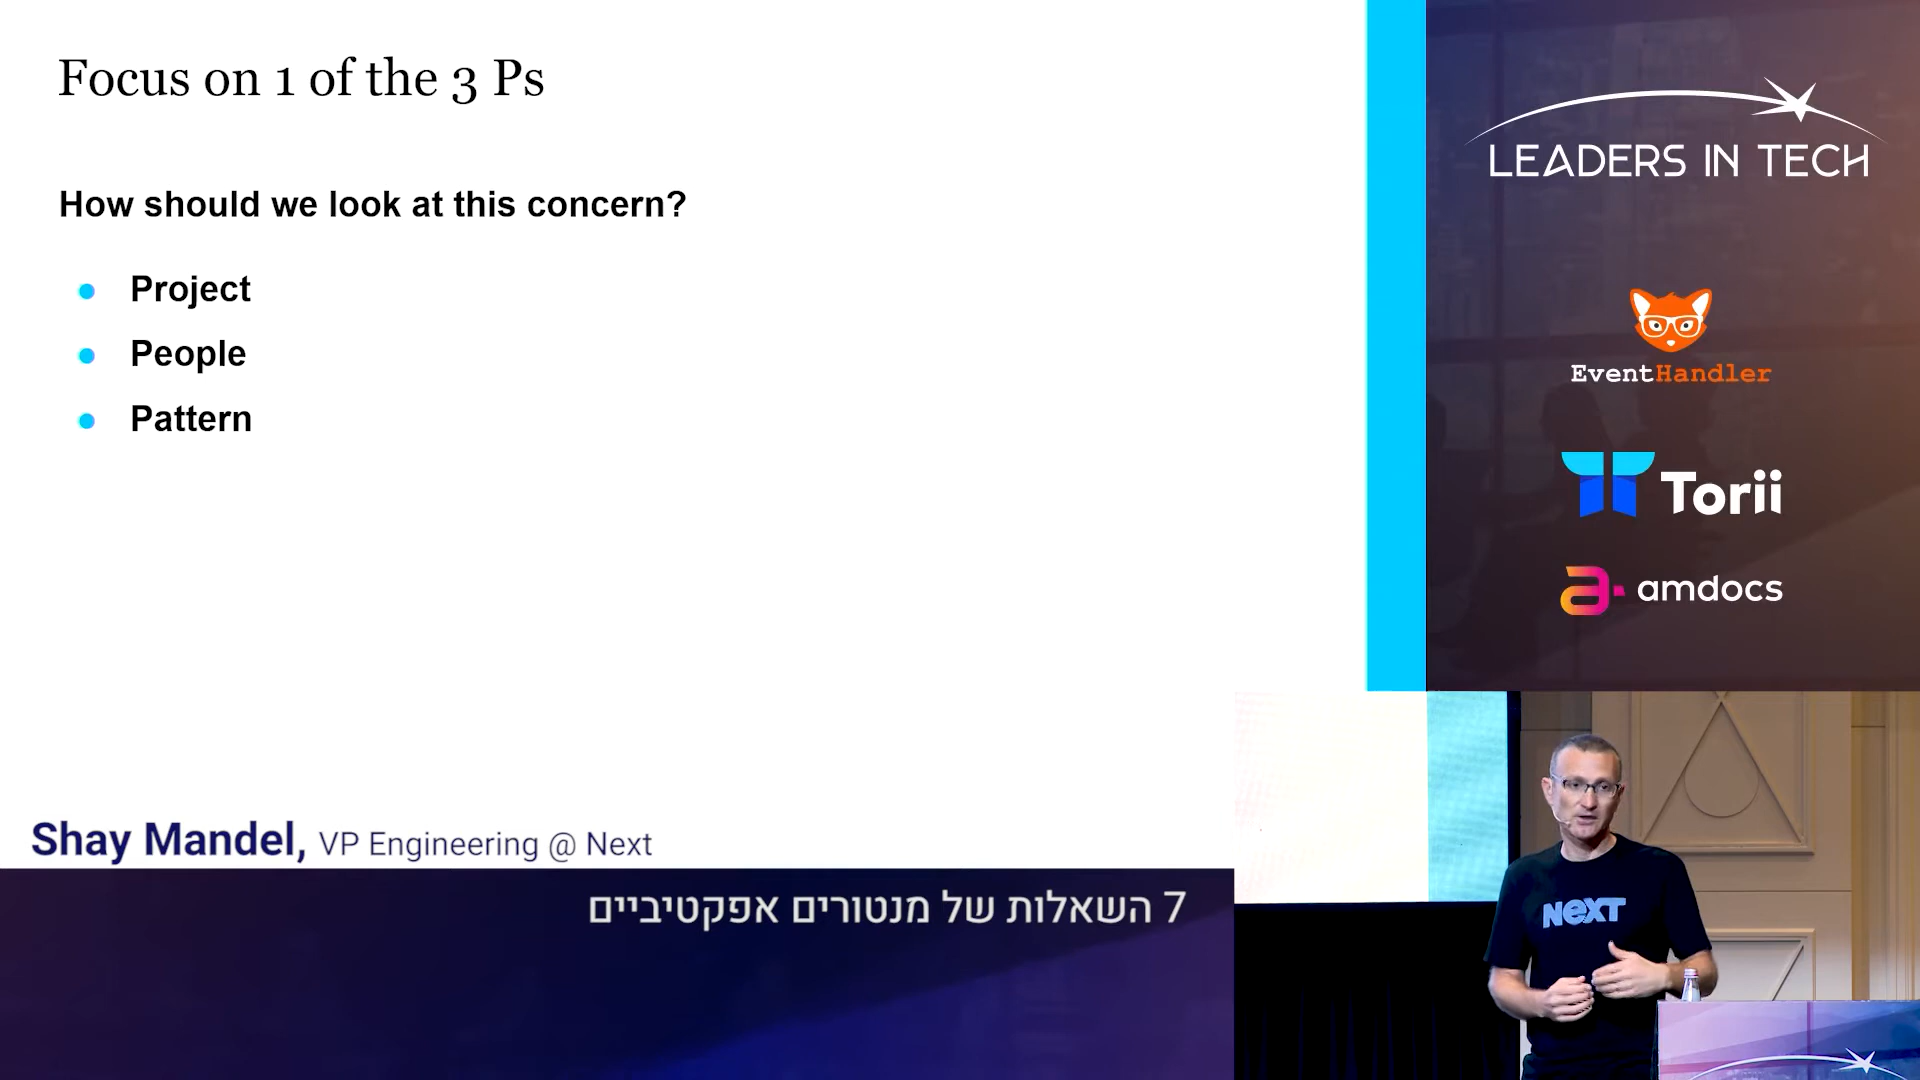 Focus on 1 of the 3 Ps
How should we look at this concern?
Project
People
Pattern
LEADERS IN TECH
EventHandler
Torii
amdocs
Shay Mandel, VP Engineering @ Next
7 השאלות של מנטורים אפקטיביים
NEXT